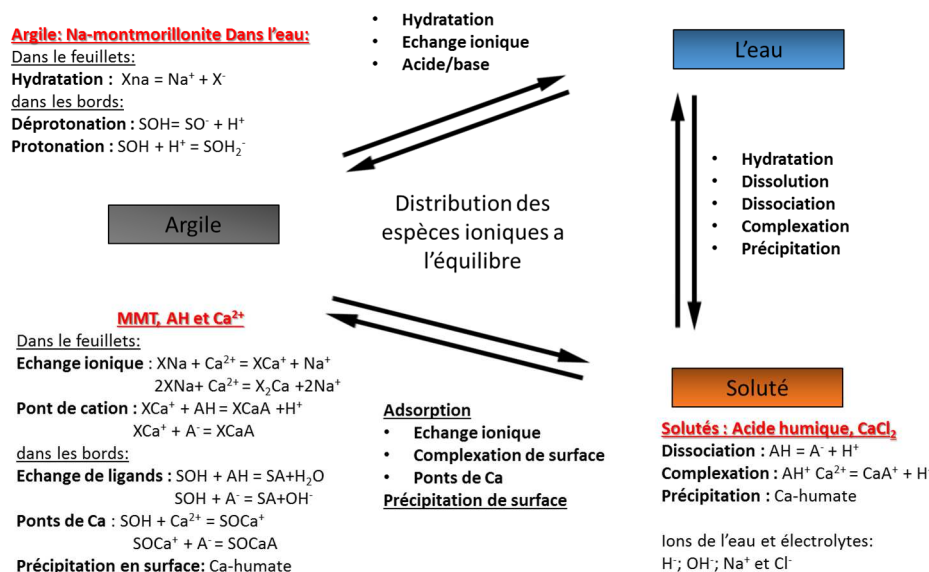 Argile: Na-montmorillonite Dans l'eau:
Dans le feuillets:
Hydratation : Xna = Na⁺ + X⁻
dans les bords:
Déprotonation : SOH= SO⁻ + H⁺
Protonation : SOH + H⁺ = SOH₂⁻
• Hydratation
• Echange ionique
• Acide/base
L'eau
• Hydratation
• Dissolution
• Dissociation
• Complexation
• Précipitation
Argile
Distribution des
espèces ioniques a
l'équilibre
MMT, AH et Ca²⁺
Dans le feuillets:
Echange ionique : XNa + Ca²⁺ = XCa⁺ + Na⁺
2XNa+ Ca²⁺ = X₂Ca +2Na⁺
Pont de cation : XCa⁺ + AH = XCaA +H⁺
XCa⁺ + A⁻ = XCaA
dans les bords:
Echange de ligands : SOH + AH = SA+H₂O
SOH + A⁻ = SA+OH⁻
Ponts de Ca : SOH + Ca²⁺ = SOCa⁺
SOCa⁺ + A⁻ = SOCaA
Précipitation en surface: Ca-humate
Adsorption
• Echange ionique
• Complexation de surface
• Ponts de Ca
Précipitation de surface
Soluté
Solutés : Acide humique, CaCl₂
Dissociation : AH = A⁻ + H⁺
Complexation : AH⁺ Ca²⁺ = CaA⁺ + H
Précipitation : Ca-humate
Ions de l'eau et électrolytes:
H⁻; OH⁻; Na⁺ et Cl⁻